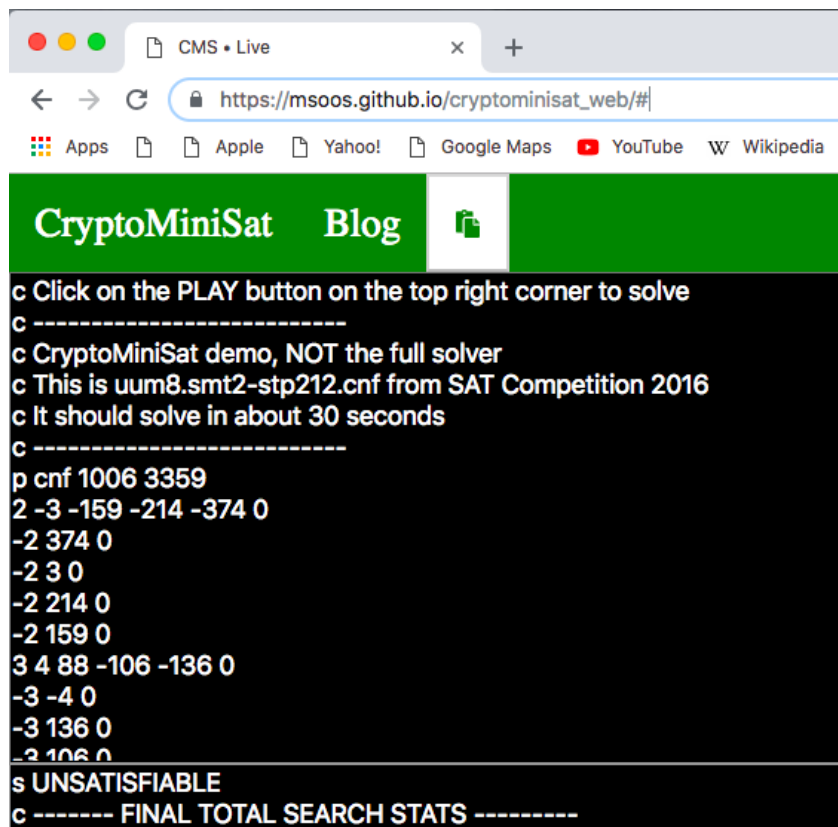 CMS • Live
https://msoos.github.io/cryptominisat_web/#
Apps Apple Yahoo! Google Maps YouTube W Wikipedia
CryptoMiniSat Blog
c Click on the PLAY button on the top right corner to solve
c ---------------------------
c CryptoMiniSat demo, NOT the full solver
c This is uum8.smt2-stp212.cnf from SAT Competition 2016
c It should solve in about 30 seconds
c ---------------------------
p cnf 1006 3359
2 -3 -159 -214 -374 0
-2 374 0
-2 3 0
-2 214 0
-2 159 0
3 4 88 -106 -136 0
-3 -4 0
-3 136 0
-3 106 0
s UNSATISFIABLE
c ------- FINAL TOTAL SEARCH STATS ---------